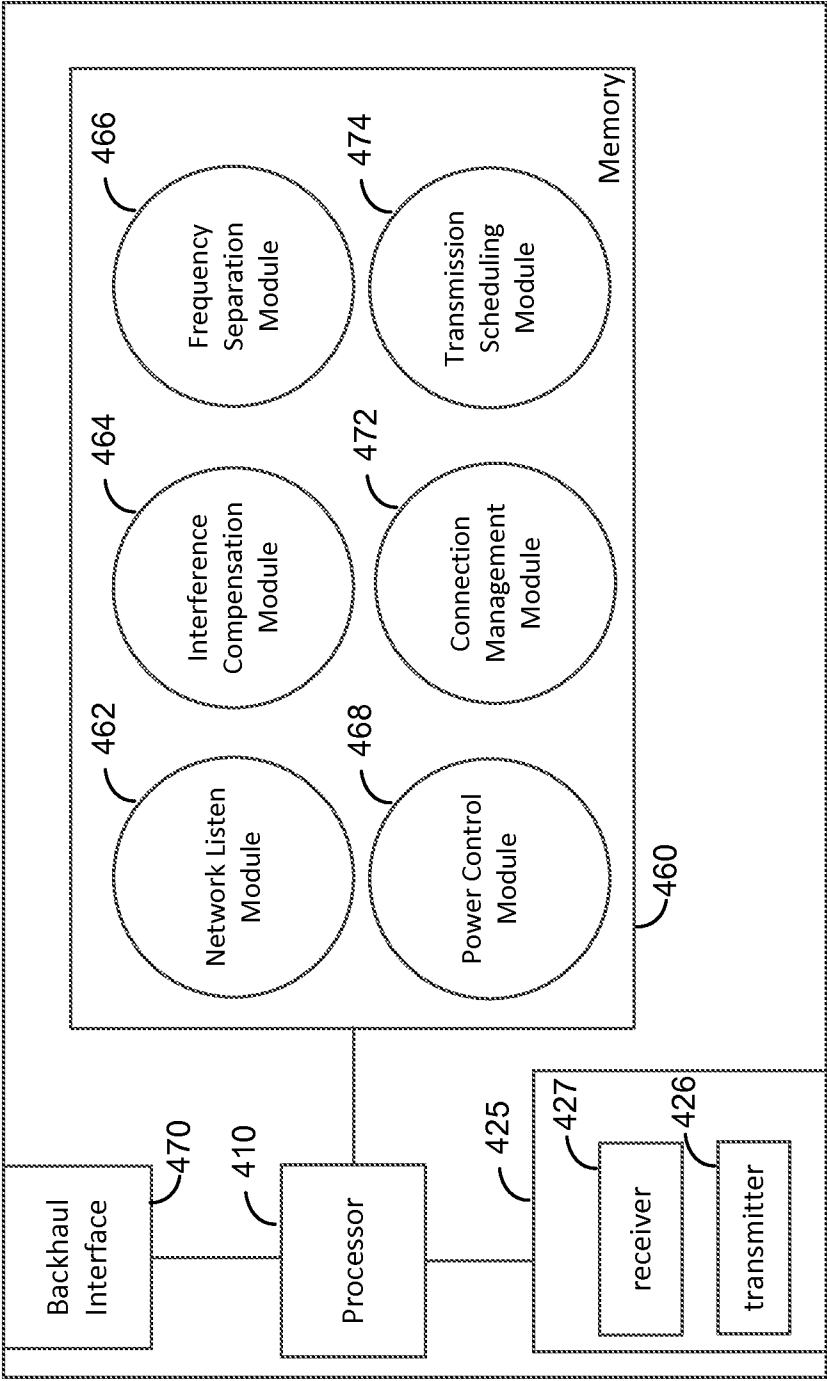 Backhaul
Interface
470
Processor
410
425
receiver
427
transmitter
426
Network Listen
Module
462
Interference
Compensation
Module
464
Frequency
Separation
Module
466
Power Control
Module
468
Connection
Management
Module
472
Transmission
Scheduling
Module
474
Memory
460